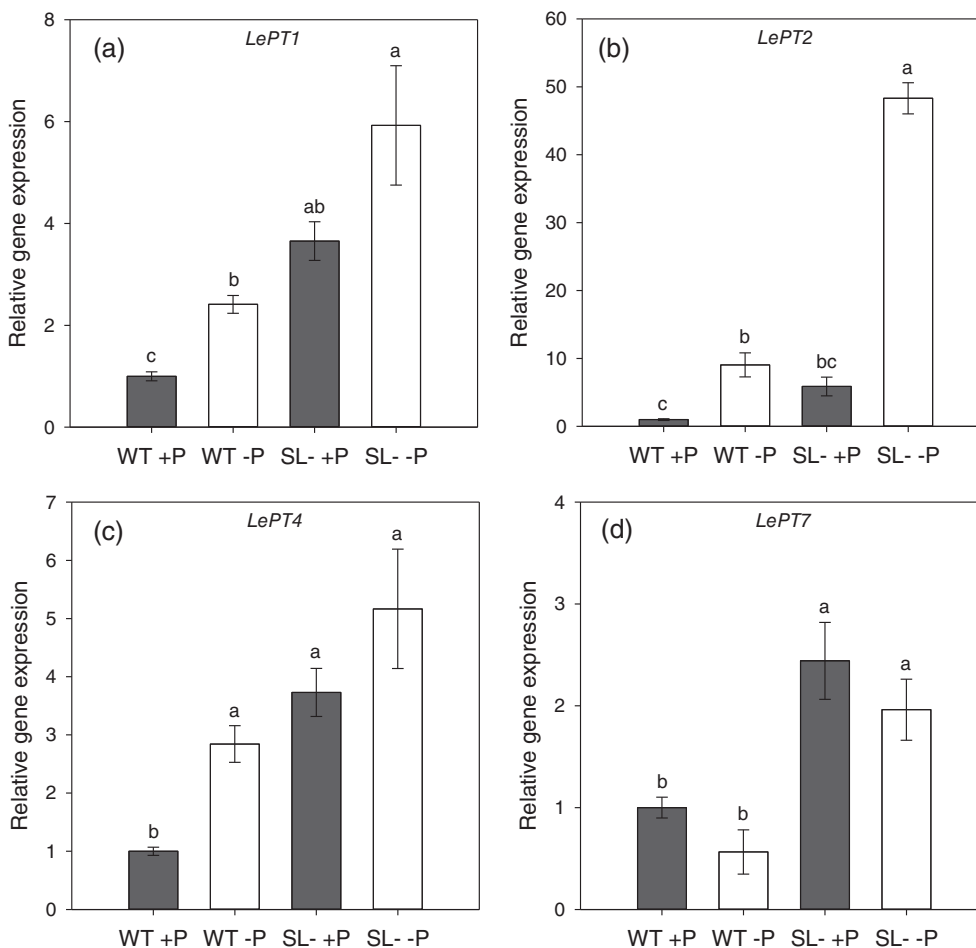 (a) LePT1
Relative gene expression
8
6
4
2
0
a
ab
b
c
WT +P WT -P SL- +P SL- -P
(b) LePT2
Relative gene expression
60
50
40
30
20
10
0
a
b
bc
c
WT +P WT -P SL- +P SL- -P
(c) LePT4
Relative gene expression
7
6
5
4
3
2
1
0
a
a
a
b
WT +P WT -P SL- +P SL- -P
(d) LePT7
Relative gene expression
4
3
2
1
0
a
a
b
b
WT +P WT -P SL- +P SL- -P